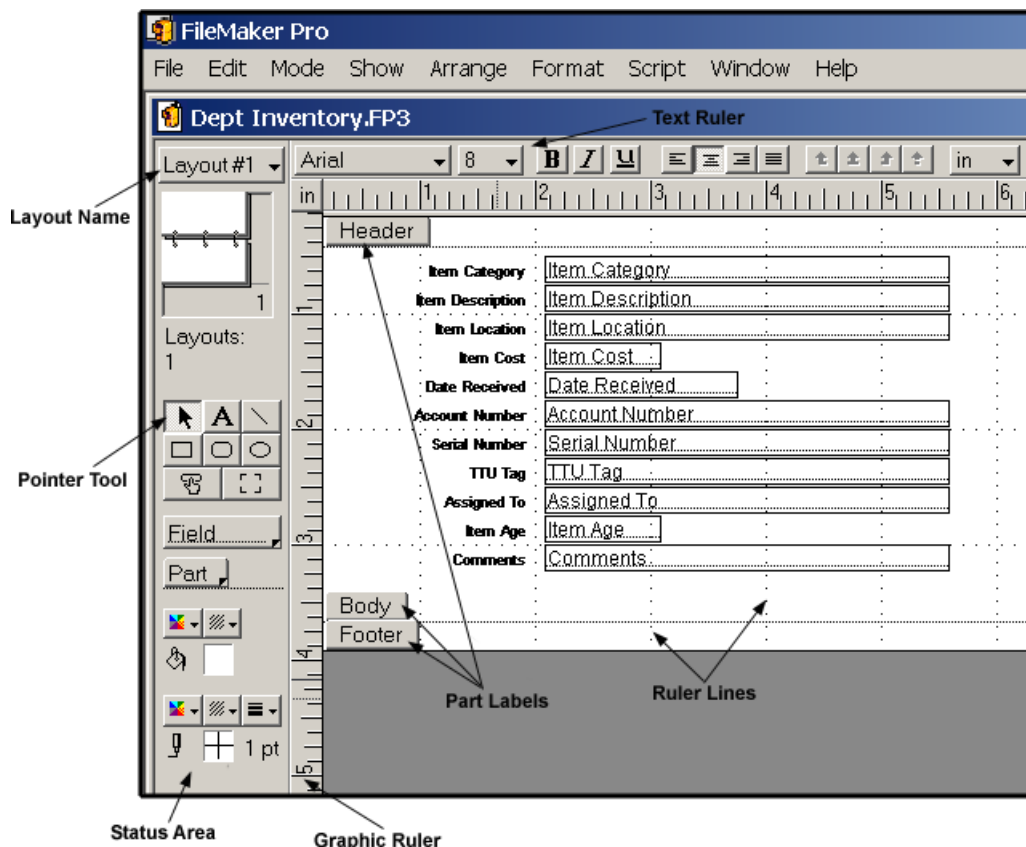 FileMaker Pro
File Edit Mode Show Arrange Format Script Window Help
Dept Inventory.FP3
Text Ruler
Layout #1 Arial 8 B I U in
in 1 2 3 4 5 6
Layout Name
Header
Item Category Item Category
1
Item Description Item Description
1
Layouts:
Item Location Item Location
1
Item Cost Item Cost
Date Received Date Received
A Account Number Account Number
2
Serial Number Serial Number
Pointer Tool
TTU Tag TTU Tag
Assigned To Assigned To
Field Item Age Item Age
3
Comments Comments
Part
Body
Footer
4
Part Labels
Ruler Lines
1 pt
5
Status Area
Graphic Ruler